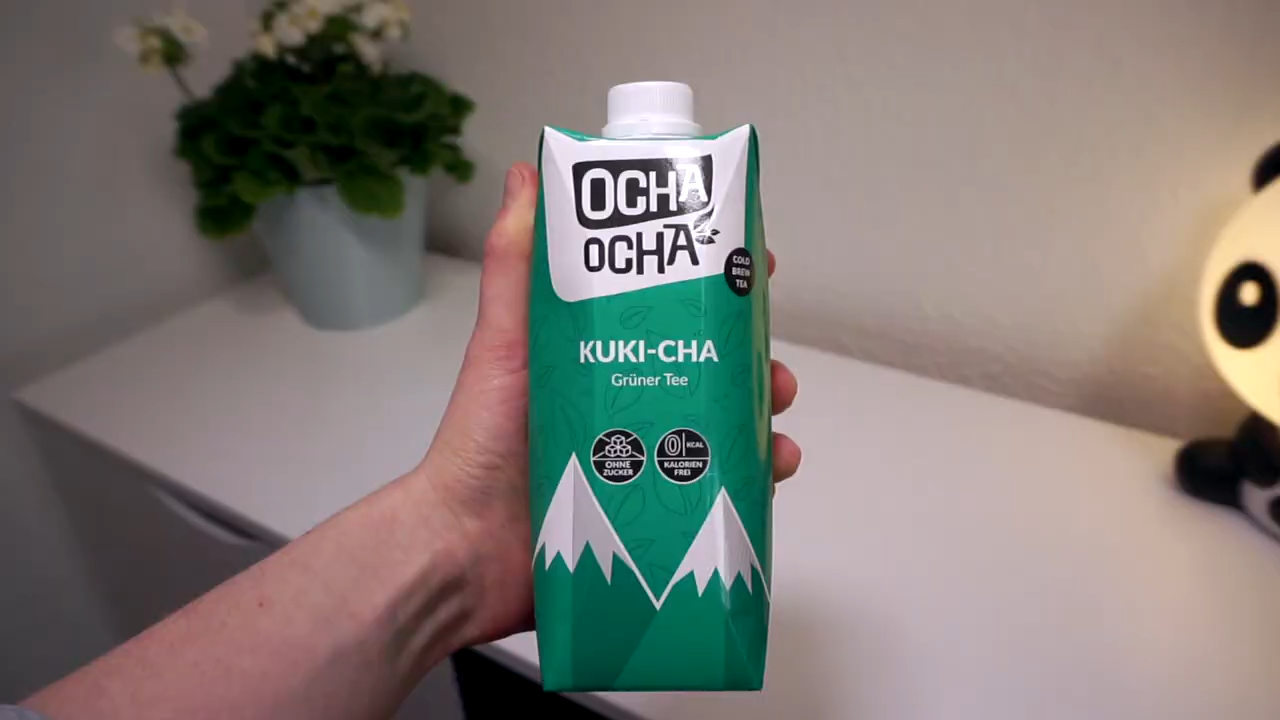 OCHA
OCHA
COLD
BREW
TEA
KUKI-CHA
Grüner Tee
OHNE
ZUCKER
0 KCAL
KALORIEN
FREI